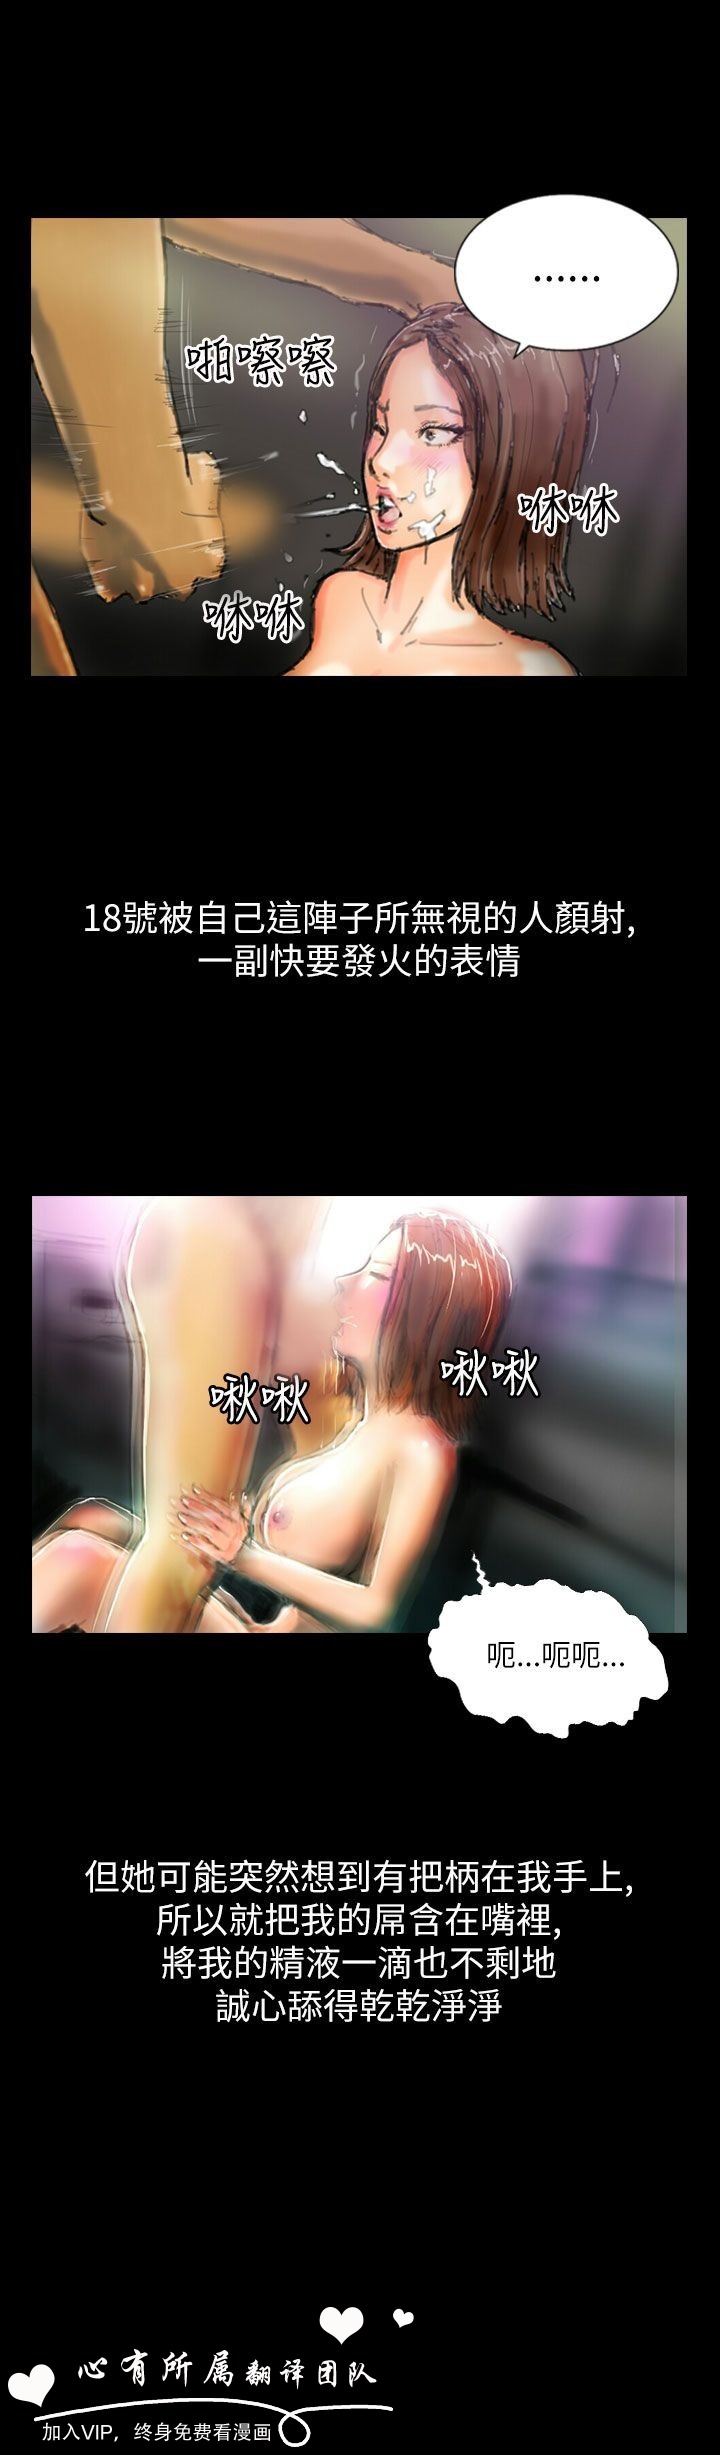 ……
啪嚓嚓
咻咻
咻咻
18號被自己這陣子所無視的人顏射,
一副快要發火的表情
啾啾
啾啾
呃…呃呃…
但她可能突然想到有把柄在我手上,
所以就把我的屌含在嘴裡,
將我的精液一滴也不剩地
誠心舔得乾乾淨淨
心有所属翻译团队
加入VIP，终身免费看漫画